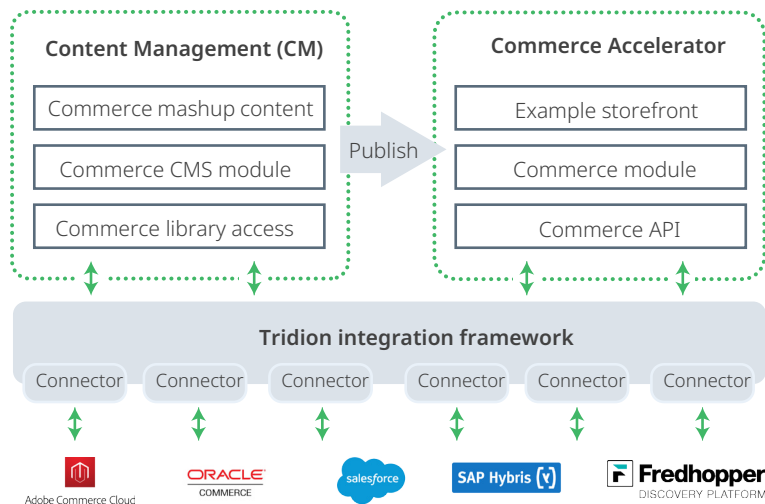 Content Management (CM)
Commerce mashup content
Commerce CMS module
Commerce library access
Publish
Commerce Accelerator
Example storefront
Commerce module
Commerce API
Tridion integration framework
Connector
Connector
Connector
Connector
Connector
Connector
Adobe Commerce Cloud
ORACLE
COMMERCE
salesforce
SAP Hybris (y)
Fredhopper
DISCOVERY PLATFORM